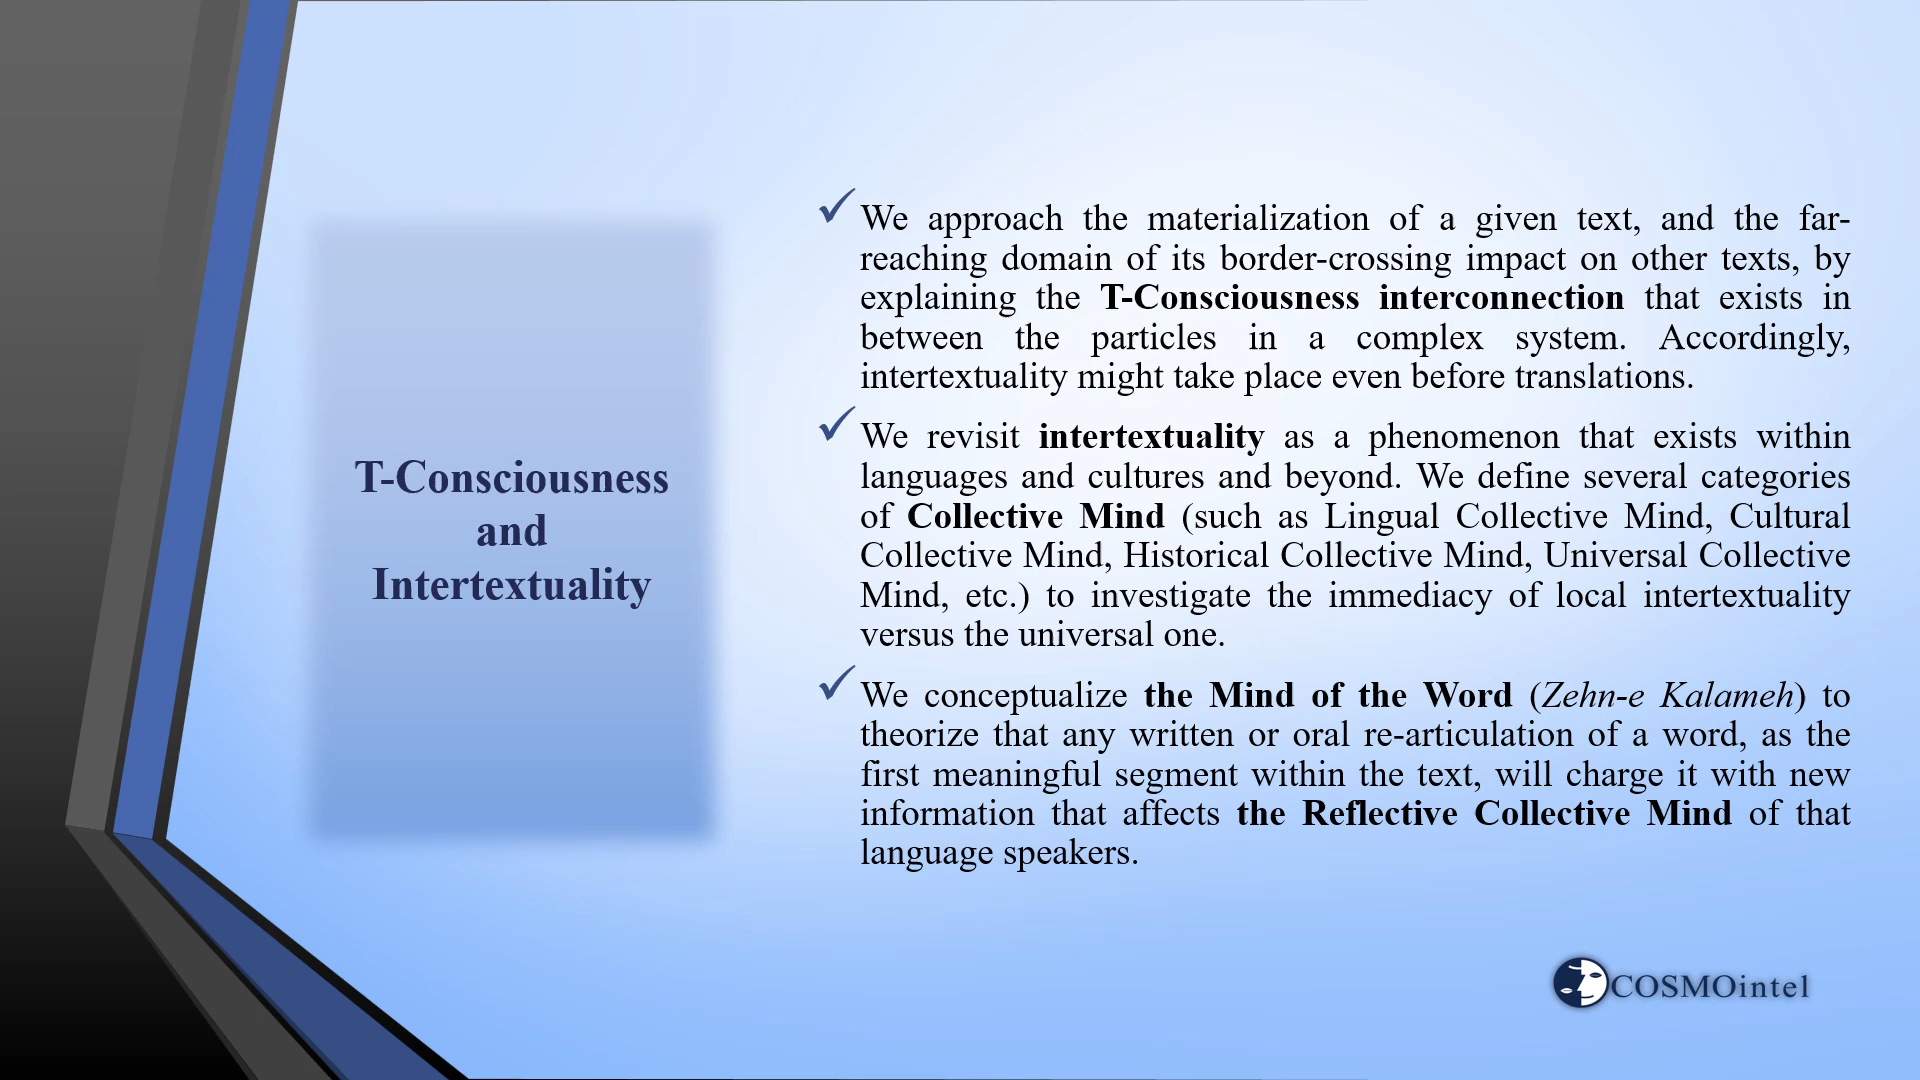 T-Consciousness
and
Intertextuality
We approach the materialization of a given text, and the far-
reaching domain of its border-crossing impact on other texts, by
explaining the T-Consciousness interconnection that exists in
between the particles in a complex system. Accordingly,
intertextuality might take place even before translations.
We revisit intertextuality as a phenomenon that exists within
languages and cultures and beyond. We define several categories
of Collective Mind (such as Lingual Collective Mind, Cultural
Collective Mind, Historical Collective Mind, Universal Collective
Mind, etc.) to investigate the immediacy of local intertextuality
versus the universal one.
We conceptualize the Mind of the Word (Zehn-e Kalameh) to
theorize that any written or oral re-articulation of a word, as the
first meaningful segment within the text, will charge it with new
information that affects the Reflective Collective Mind of that
language speakers.
COSMOintel